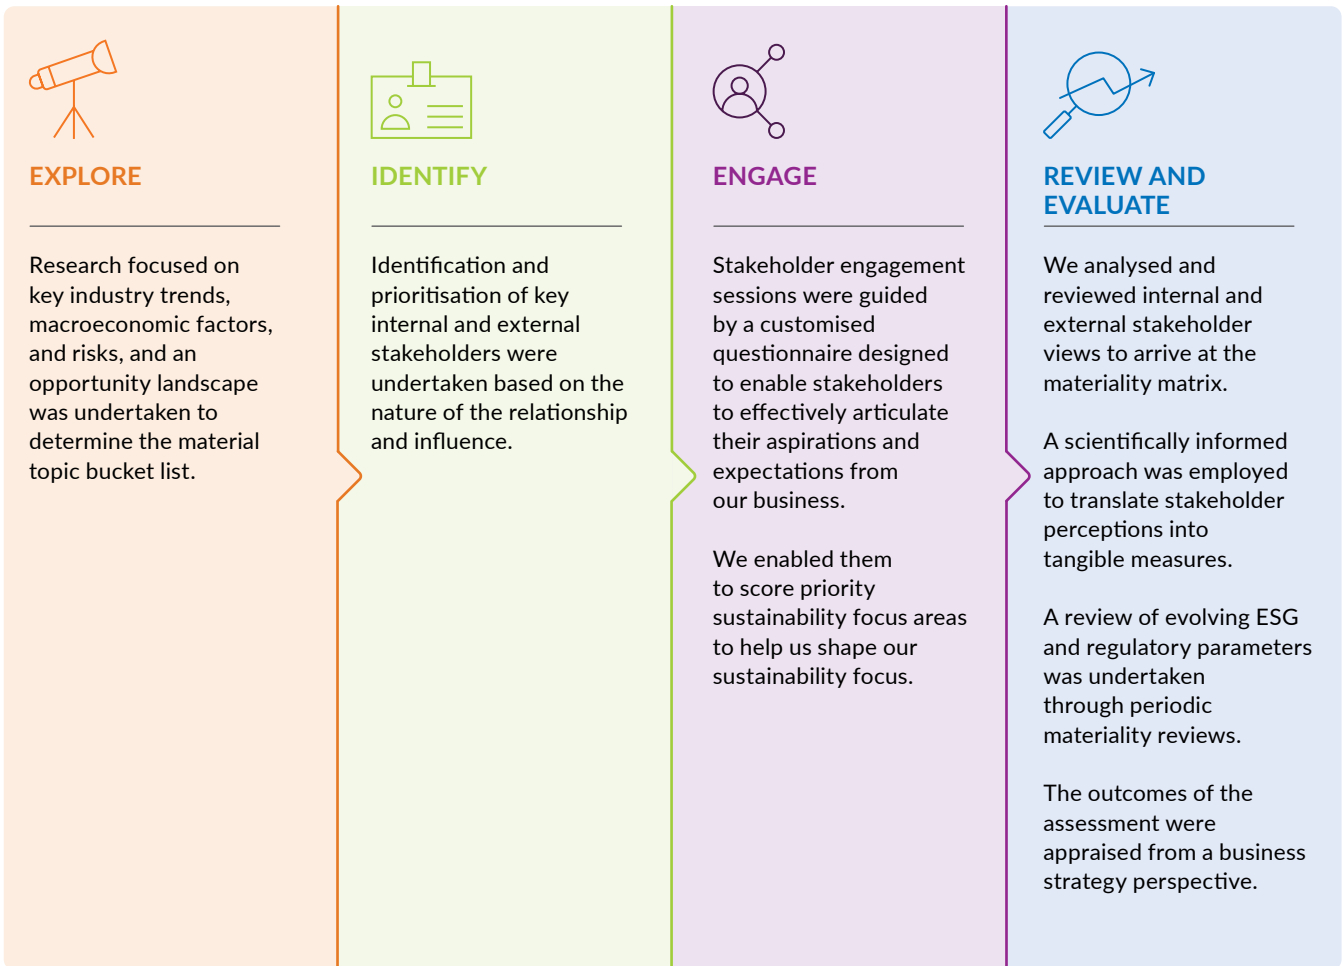 EXPLORE
Research focused on
key industry trends,
macroeconomic factors,
and risks, and an
opportunity landscape
was undertaken to
determine the material
topic bucket list.
IDENTIFY
Identification and
prioritisation of key
internal and external
stakeholders were
undertaken based on the
nature of the relationship
and influence.
ENGAGE
Stakeholder engagement
sessions were guided
by a customised
questionnaire designed
to enable stakeholders
to effectively articulate
their aspirations and
expectations from
our business.
We enabled them
to score priority
sustainability focus areas
to help us shape our
sustainability focus.
REVIEW AND
EVALUATE
We analysed and
reviewed internal and
external stakeholder
views to arrive at the
materiality matrix.
A scientifically informed
approach was employed
to translate stakeholder
perceptions into
tangible measures.
A review of evolving ESG
and regulatory parameters
was undertaken
through periodic
materiality reviews.
The outcomes of the
assessment were
appraised from a business
strategy perspective.